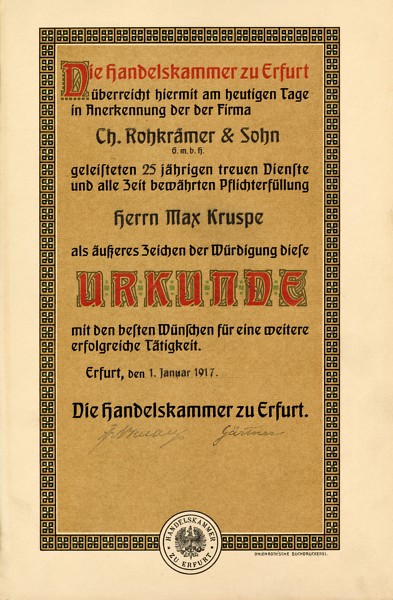 Die Handelskammer zu Erfurt
überreicht hiermit am heutigen Tage
in Anerkennung der der Firma
Ch. Rohkrämer & Sohn
G.m.b.H.
geleisteten 25 jährigen treuen Dienste
und alle Zeit bewährten Pflichterfüllung
Herrn Max Kruspe
als äußeres Zeichen der Würdigung diese
URKUNDE
mit den besten Wünschen für eine weitere
erfolgreiche Tätigkeit.
Erfurt, den 1. Januar 1917.
Die Handelskammer zu Erfurt.
Gärtner
HANDELSKAMMER
ZU ERFURT
OHLENROTHSCHE BUCHDRUCKEREI.